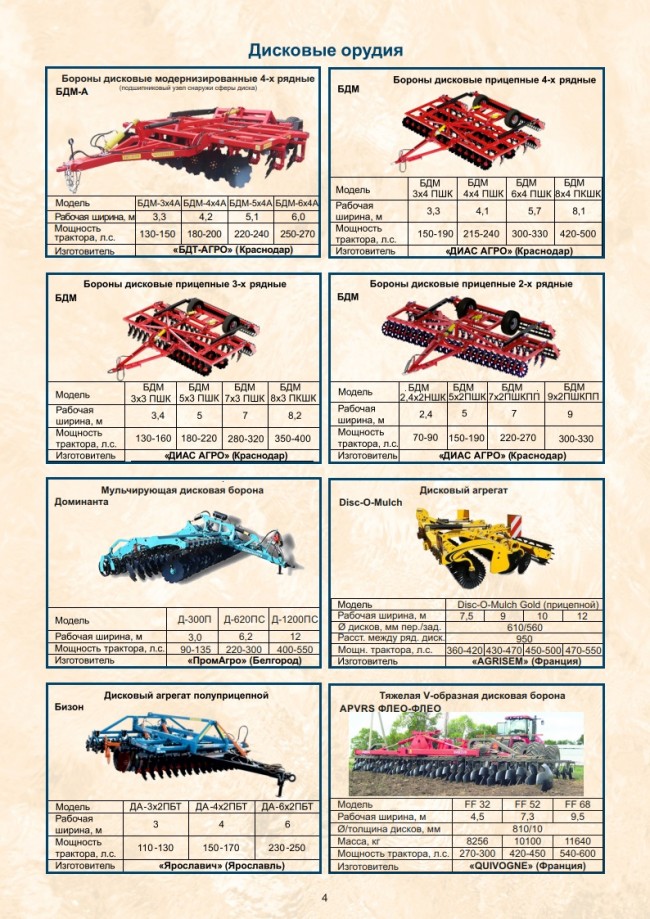 Дисковые орудия
Бороны дисковые модернизированные 4-х рядные
БДМ-А
(подшипниковый узел снаружи сферы диска)
Модель БДМ-3х4А БДМ-4х4А БДМ-5х4А БДМ-6х4А
Рабочая ширина, м 3,3 4,2 5,1 6,0
Мощность
трактора, л.с. 130-150 180-200 220-240 250-270
Изготовитель «БДТ-АГРО» (Краснодар)
Бороны дисковые прицепные 4-х рядные
БДМ
Модель БДМ БДМ БДМ БДМ
3х4 ПШК 4х4 ПШК 6х4 ПШК 8х4 ПКШК
Рабочая
ширина, м 3,3 4,1 5,7 8,1
Мощность
трактора, л.с. 150-190 215-240 300-330 420-500
Изготовитель «ДИАС АГРО» (Краснодар)
Бороны дисковые прицепные 3-х рядные
БДМ
Модель БДМ БДМ БДМ БДМ
3х3 ПШК 5х3 ПШК 7х3 ПШК 8х3 ПКШК
Рабочая
ширина, м 3,4 5 7 8,2
Мощность
трактора, л.с. 130-160 180-220 280-320 350-400
Изготовитель «ДИАС АГРО» (Краснодар)
Бороны дисковые прицепные 2-х рядные
БДМ
Модель БДМ БДМ БДМ БДМ
2,4х2НШК 5х2ПШК 7х2ПШКПП 9х2ПШКПП
Рабочая
ширина, м 2,4 5 7 9
Мощность
трактора, л.с. 70-90 150-190 220-270 300-330
Изготовитель «ДИАС АГРО» (Краснодар)
Мульчирующая дисковая борона
Доминанта
Модель Д-300П Д-620ПС Д-1200ПС
Рабочая ширина, м 3,0 6,2 12
Мощность трактора, л.с. 90-135 220-300 400-550
Изготовитель «ПромАгро» (Белгород)
Дисковый агрегат
Disc-O-Mulch
Модель Disc-O-Mulch Gold (прицепной)
Рабочая ширина, м 7,5 9 10 12
Ø дисков, мм пер./зад. 610/560
Расст. между ряд. диск. 950
Мощн. трактора, л.с. 360-420 430-470 450-500 470-550
Изготовитель «AGRISEM» (Франция)
Дисковый агрегат полуприцепной
Бизон
Модель ДА-3х2ПБТ ДА-4х2ПБТ ДА-6х2ПБТ
Рабочая
ширина, м 3 4 6
Мощность
трактора, л.с. 110-130 150-170 230-250
Изготовитель «Ярославич» (Ярославль)
Тяжелая V-образная дисковая борона
APVRS ФЛЕО-ФЛЕО
Модель FF 32 FF 52 FF 68
Рабочая ширина, м 4,5 7,3 9,5
Ø/толщина дисков, мм 810/10
Масса, кг 8256 10100 11640
Мощность трактора, л.с. 270-300 420-450 540-600
Изготовитель «QUIVOGNE» (Франция)
4